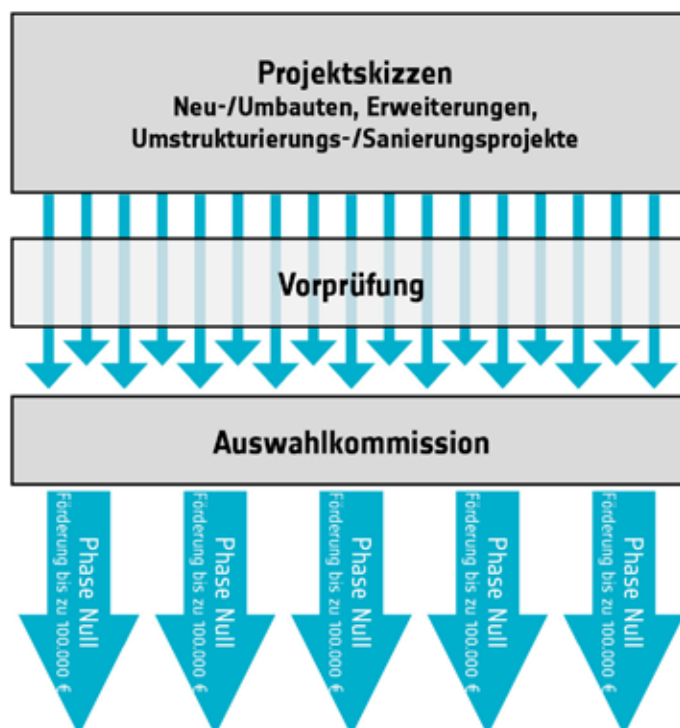 Projektskizzen
Neu-/Umbauten, Erweiterungen,
Umstrukturierungs-/Sanierungsprojekte
Vorprüfung
Auswahlkommission
Phase Null
Förderung bis zu 100.000 €
Phase Null
Förderung bis zu 100.000 €
Phase Null
Förderung bis zu 100.000 €
Phase Null
Förderung bis zu 100.000 €
Phase Null
Förderung bis zu 100.000 €